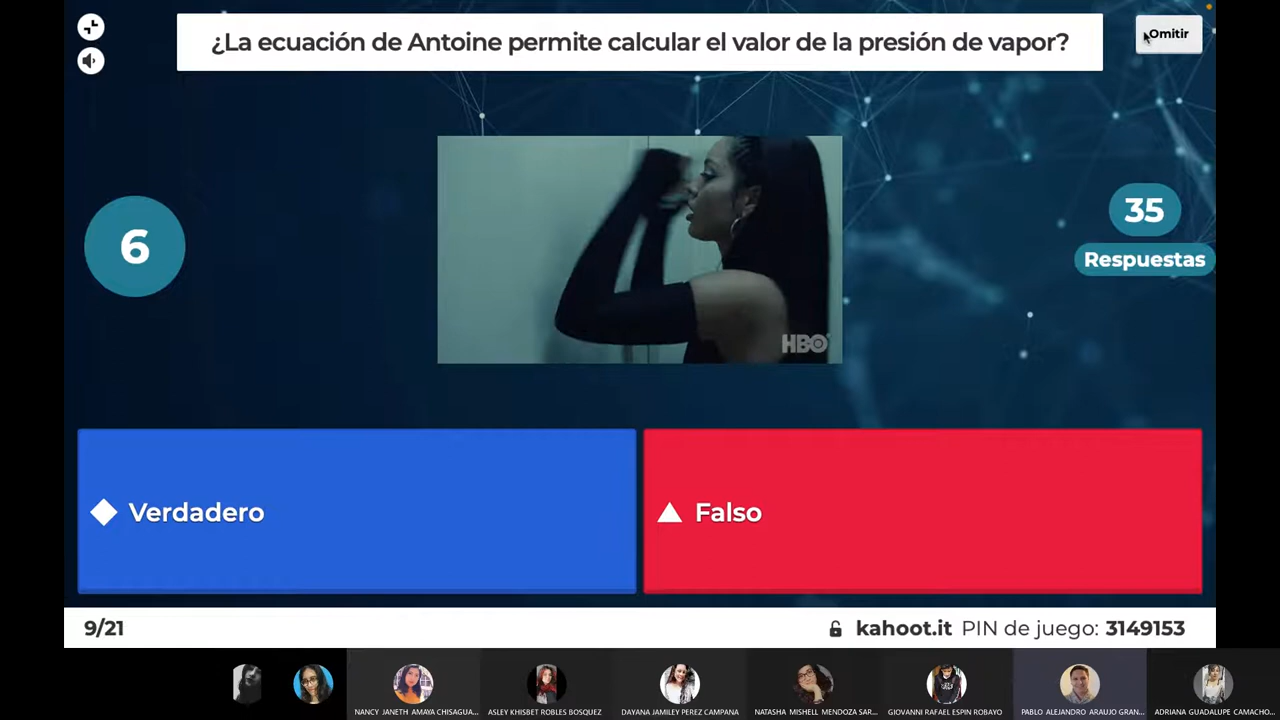 ¿La ecuación de Antoine permite calcular el valor de la presión de vapor?
Omitir
6
35
Respuestas
HBO
Verdadero
Falso
9/21
kahoot.it PIN de juego: 3149153
NANCY JANETH AMAYA CHISAGUA...
ASLEY KHISBET ROBLES BOSQUEZ
DAYANA JAMILEY PEREZ CAMPANA
NATASHA MISHELL MENDOZA SAR...
GIOVANNI RAFAEL ESPIN ROBAYO
PABLO ALEJANDRO ARAUJO GRAN...
ADRIANA GUADALUPE CAMACHO...